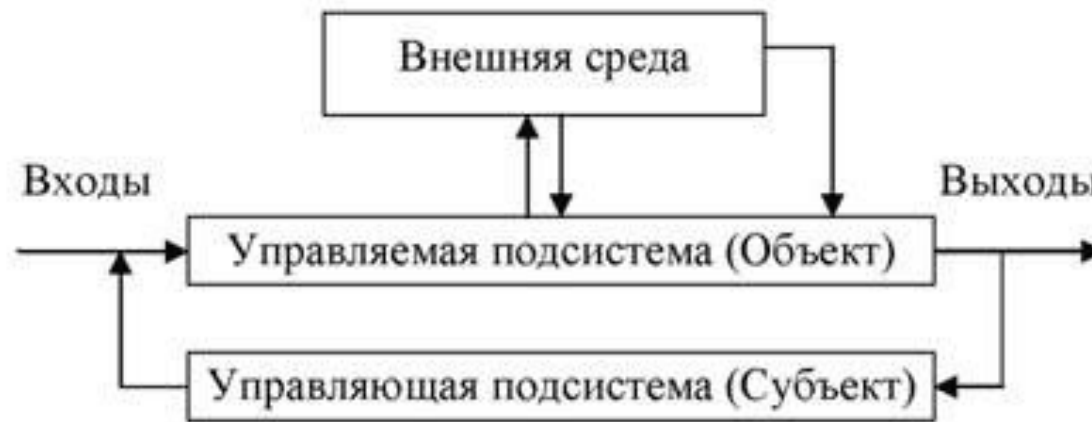 Внешняя среда
Входы
Выходы
Управляемая подсистема (Объект)
Управляющая подсистема (Субъект)